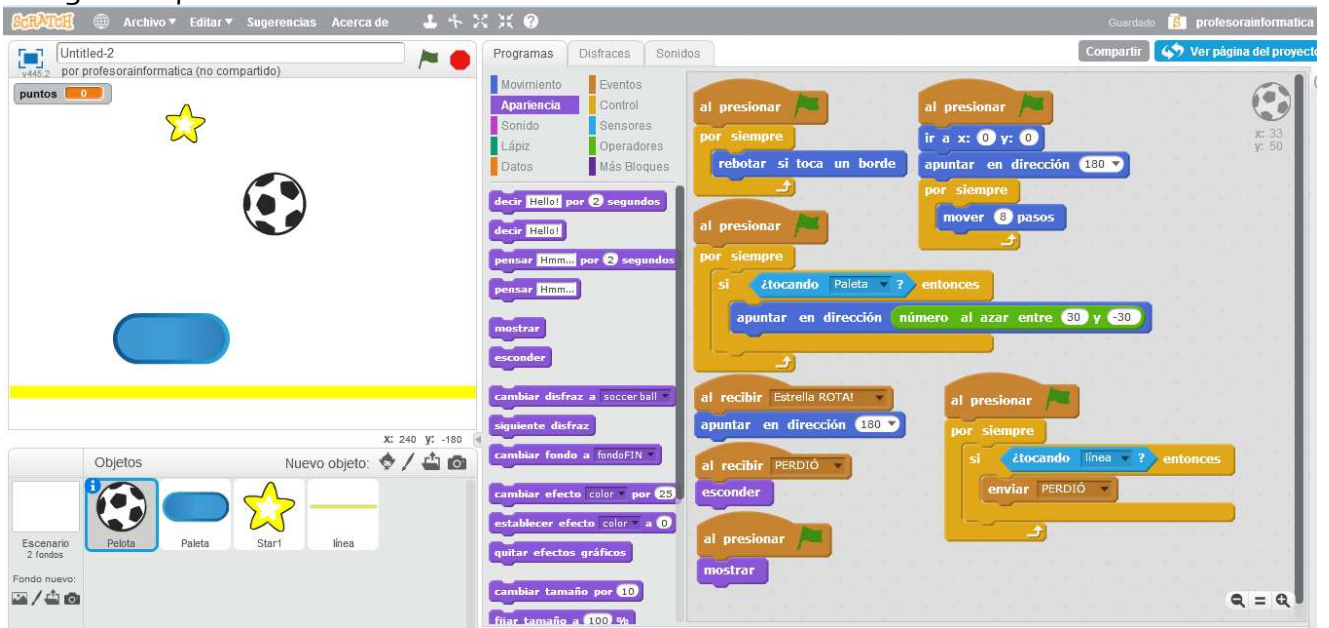 SCRATCH Archivo Editar Sugerencias Acerca de Guardado profesorainformatica
Untitled-2
v445.2 por profesorainformatica (no compartido)
puntos 0
x: 240 y: -180
Programas Disfraces Sonidos
Compartir Ver página del proyecto
Movimiento Eventos
Apariencia Control
Sonido Sensores
Lápiz Operadores
Datos Más Bloques
decir Hello! por 2 segundos
decir Hello!
pensar Hmm... por 2 segundos
pensar Hmm...
mostrar
esconder
cambiar disfraz a soccer ball
siguiente disfraz
cambiar fondo a fondoFIN
cambiar efecto color por 25
establecer efecto color a 0
quitar efectos gráficos
cambiar tamaño por 10
fijar tamaño a 100 %
al presionar
por siempre
rebotar si toca un borde
al presionar
ir a x: 0 y: 0
apuntar en dirección 180
por siempre
mover 8 pasos
x: 33
y: 50
al presionar
por siempre
si ¿tocando Paleta ? entonces
apuntar en dirección número al azar entre 30 y -30
al recibir Estrella ROTA!
apuntar en dirección 180
al recibir PERDIÓ
esconder
al presionar
mostrar
al presionar
por siempre
si ¿tocando línea ? entonces
enviar PERDIÓ
Objetos Nuevo objeto:
Escenario
2 fondos
Fondo nuevo:
Pelota Paleta Star1 línea